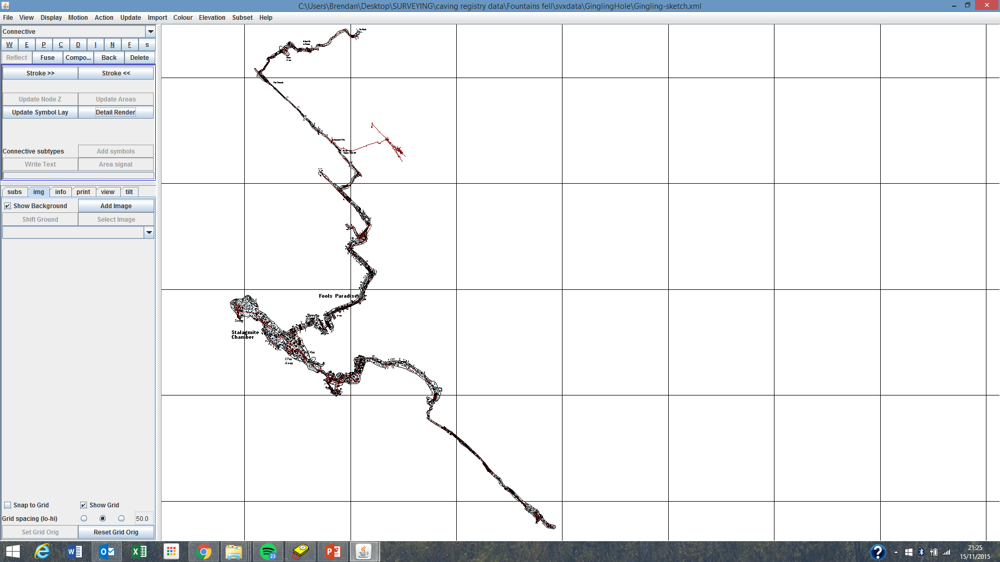 C:\Users\Brendan\Desktop\SURVEYING\caving registry data\Fountains fell\svxdata\GinglingHole\Gingling-sketch.xml
File View Display Motion Action Update Import Colour Elevation Subset Help
Connective
W E P C D I N F s
Reflect Fuse Compo... Back Delete
Stroke >> Stroke <<
Update Node Z Update Areas
Update Symbol Lay Detail Render
Connective subtypes Add symbols
Write Text Area signal
subs img info print view tilt
Show Background Add Image
Shift Ground Select Image
Fools Paradise
Sump
Stalagmite
Chamber
27m
Aven
Snap to Grid Show Grid
Grid spacing (lo-hi) 50.0
Set Grid Orig Reset Grid Orig
23
21:25
15/11/2015